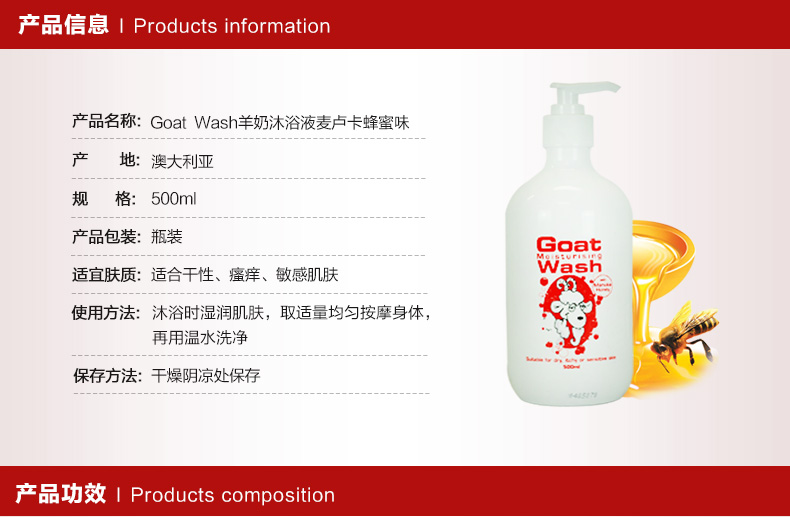 产品信息 | Products information
产品名称: Goat Wash羊奶沐浴液麦卢卡蜂蜜味
产 地: 澳大利亚
规 格: 500ml
产品包装: 瓶装
适宜肤质: 适合干性、瘙痒、敏感肌肤
使用方法: 沐浴时湿润肌肤，取适量均匀按摩身体，
再用温水洗净
保存方法: 干燥阴凉处保存
Goat
Moisturising
Wash
with
Manuka
Honey
Suitable for dry, itchy or sensitive skin
500ml
产品功效 | Products composition